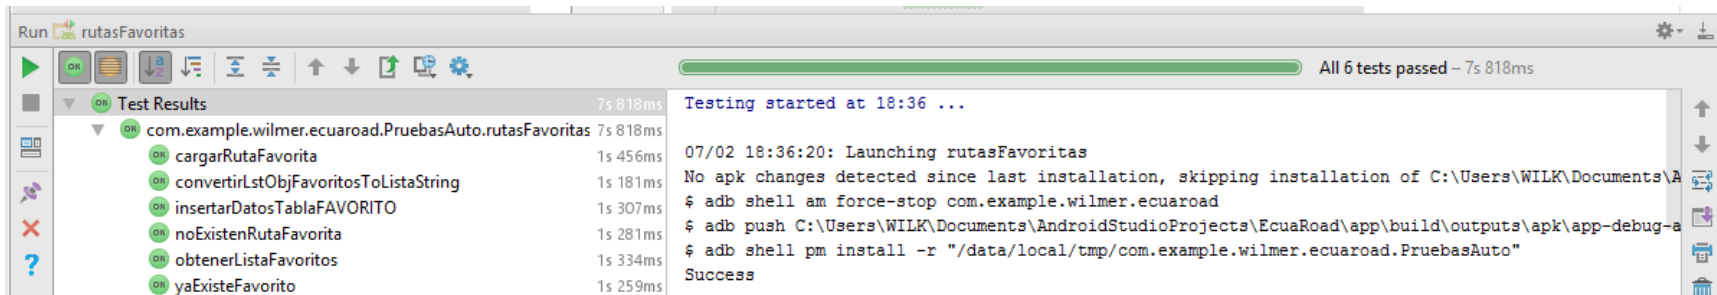 Run rutasFavoritas
All 6 tests passed – 7s 818ms
Test Results 7s 818ms
com.example.wilmer.ecuaroad.PruebasAuto.rutasFavoritas 7s 818ms
cargarRutaFavorita 1s 456ms
convertirLstObjFavoritosToListaString 1s 181ms
insertarDatosTablaFAVORITO 1s 307ms
noExistenRutaFavorita 1s 281ms
obtenerListaFavoritos 1s 334ms
yaExisteFavorito 1s 259ms
Testing started at 18:36 ...
07/02 18:36:20: Launching rutasFavoritas
No apk changes detected since last installation, skipping installation of C:\Users\WILK\Documents\A
$ adb shell am force-stop com.example.wilmer.ecuaroad
$ adb push C:\Users\WILK\Documents\AndroidStudioProjects\EcuaRoad\app\build\outputs\apk\app-debug-a
$ adb shell pm install -r "/data/local/tmp/com.example.wilmer.ecuaroad.PruebasAuto"
Success